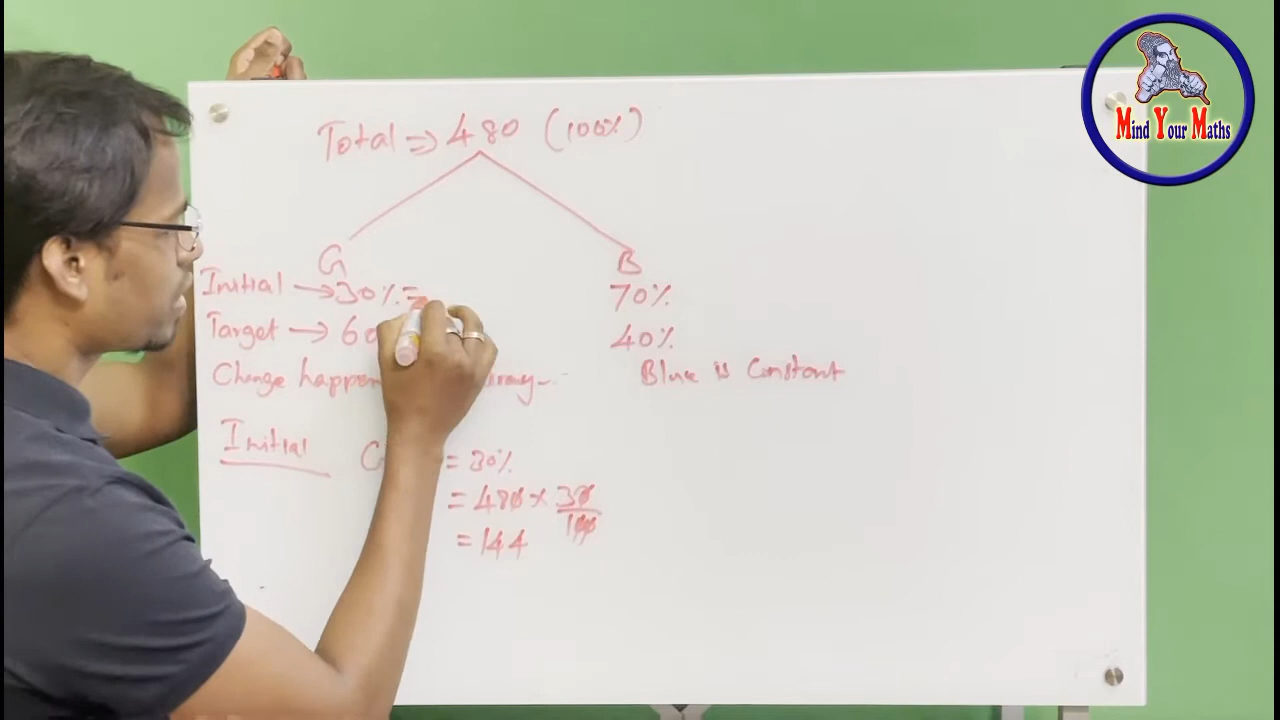 Mind Your Maths
Total => 480 (100%)
G B
Initial → 30% = 70%
Target → 60 40%
Change happen Blue is Constant
Initial = 30%
= 480 × 30/100
= 144